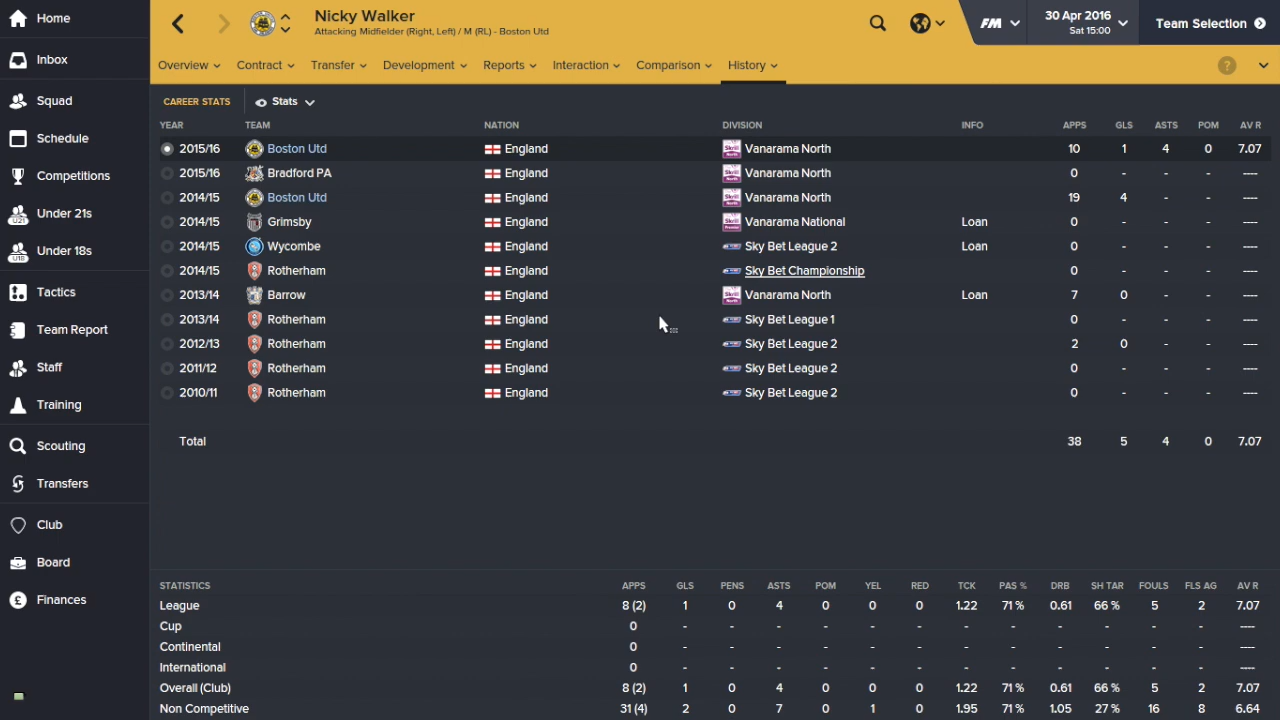 Home
Nicky Walker
Attacking Midfielder (Right, Left) / M (RL) - Boston Utd
FM
30 Apr 2016
Sat 15:00
Team Selection
Inbox
Overview Contract Transfer Development Reports Interaction Comparison History ?
Squad
CAREER STATS Stats
YEAR TEAM NATION DIVISION INFO APPS GLS ASTS POM AV R
Schedule
2015/16 Boston Utd England Vanarama North 10 1 4 0 7.07
Competitions
2015/16 Bradford PA England Vanarama North 0 - - - ----
2014/15 Boston Utd England Vanarama North 19 4 - - ----
Under 21s
2014/15 Grimsby England Vanarama National Loan 0 - - - ----
2014/15 Wycombe England Sky Bet League 2 Loan 0 - - - ----
Under 18s
2014/15 Rotherham England Sky Bet Championship 0 - - - ----
Tactics
2013/14 Barrow England Vanarama North Loan 7 0 - - ----
2013/14 Rotherham England Sky Bet League 1 0 - - - ----
Team Report
2012/13 Rotherham England Sky Bet League 2 2 0 - - ----
Staff
2011/12 Rotherham England Sky Bet League 2 0 - - - ----
2010/11 Rotherham England Sky Bet League 2 0 - - - ----
Training
Total 38 5 4 0 7.07
Scouting
Transfers
Club
Board
Finances
STATISTICS APPS GLS PENS ASTS POM YEL RED TCK PAS % DRB SH TAR FOULS FLS AG AV R
League 8 (2) 1 0 4 0 0 0 1.22 71 % 0.61 66 % 5 2 7.07
Cup 0 - - - - - - - - - - - - ----
Continental 0 - - - - - - - - - - - - ----
International 0 - - - - - - - - - - - - ----
Overall (Club) 8 (2) 1 0 4 0 0 0 1.22 71 % 0.61 66 % 5 2 7.07
Non Competitive 31 (4) 2 0 7 0 1 0 1.95 71 % 1.05 27 % 16 8 6.64